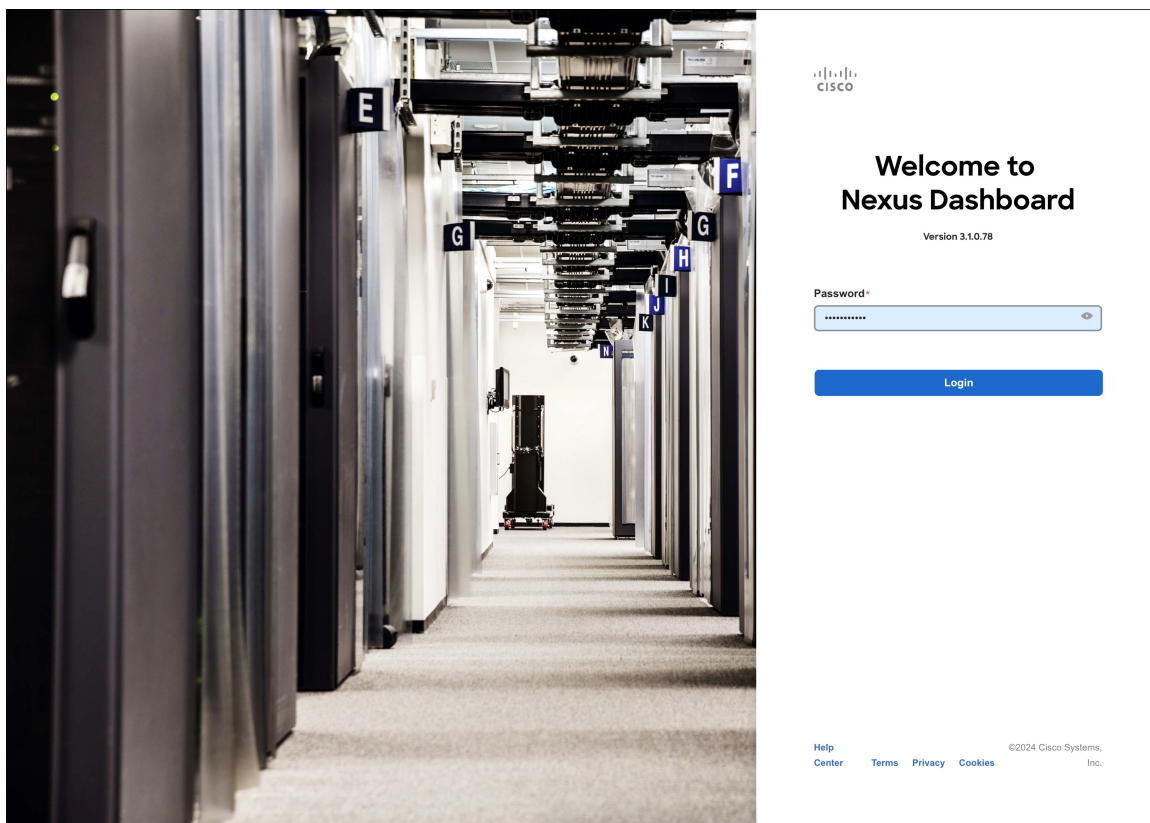 E
F
G
G
H
I
J
K
N
CISCO
Welcome to
Nexus Dashboard
Version 3.1.0.78
Password*
•••••••••••
Login
Help
Center
Terms
Privacy
Cookies
©2024 Cisco Systems,
Inc.